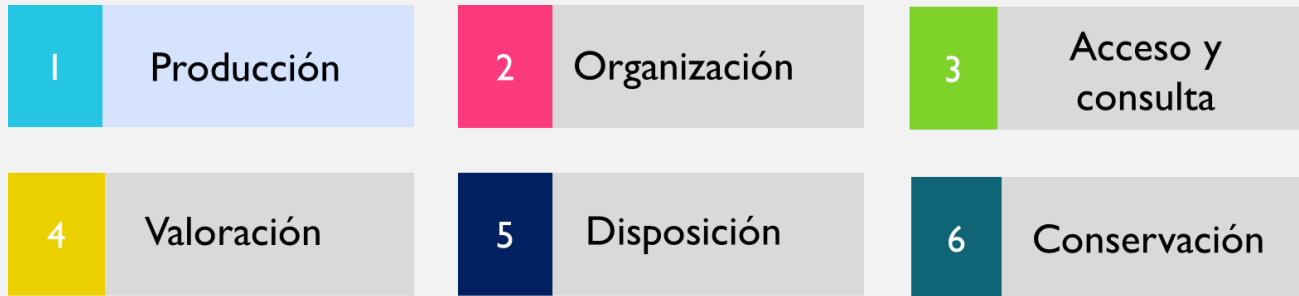 1 Producción
2 Organización
3 Acceso y
consulta
4 Valoración
5 Disposición
6 Conservación